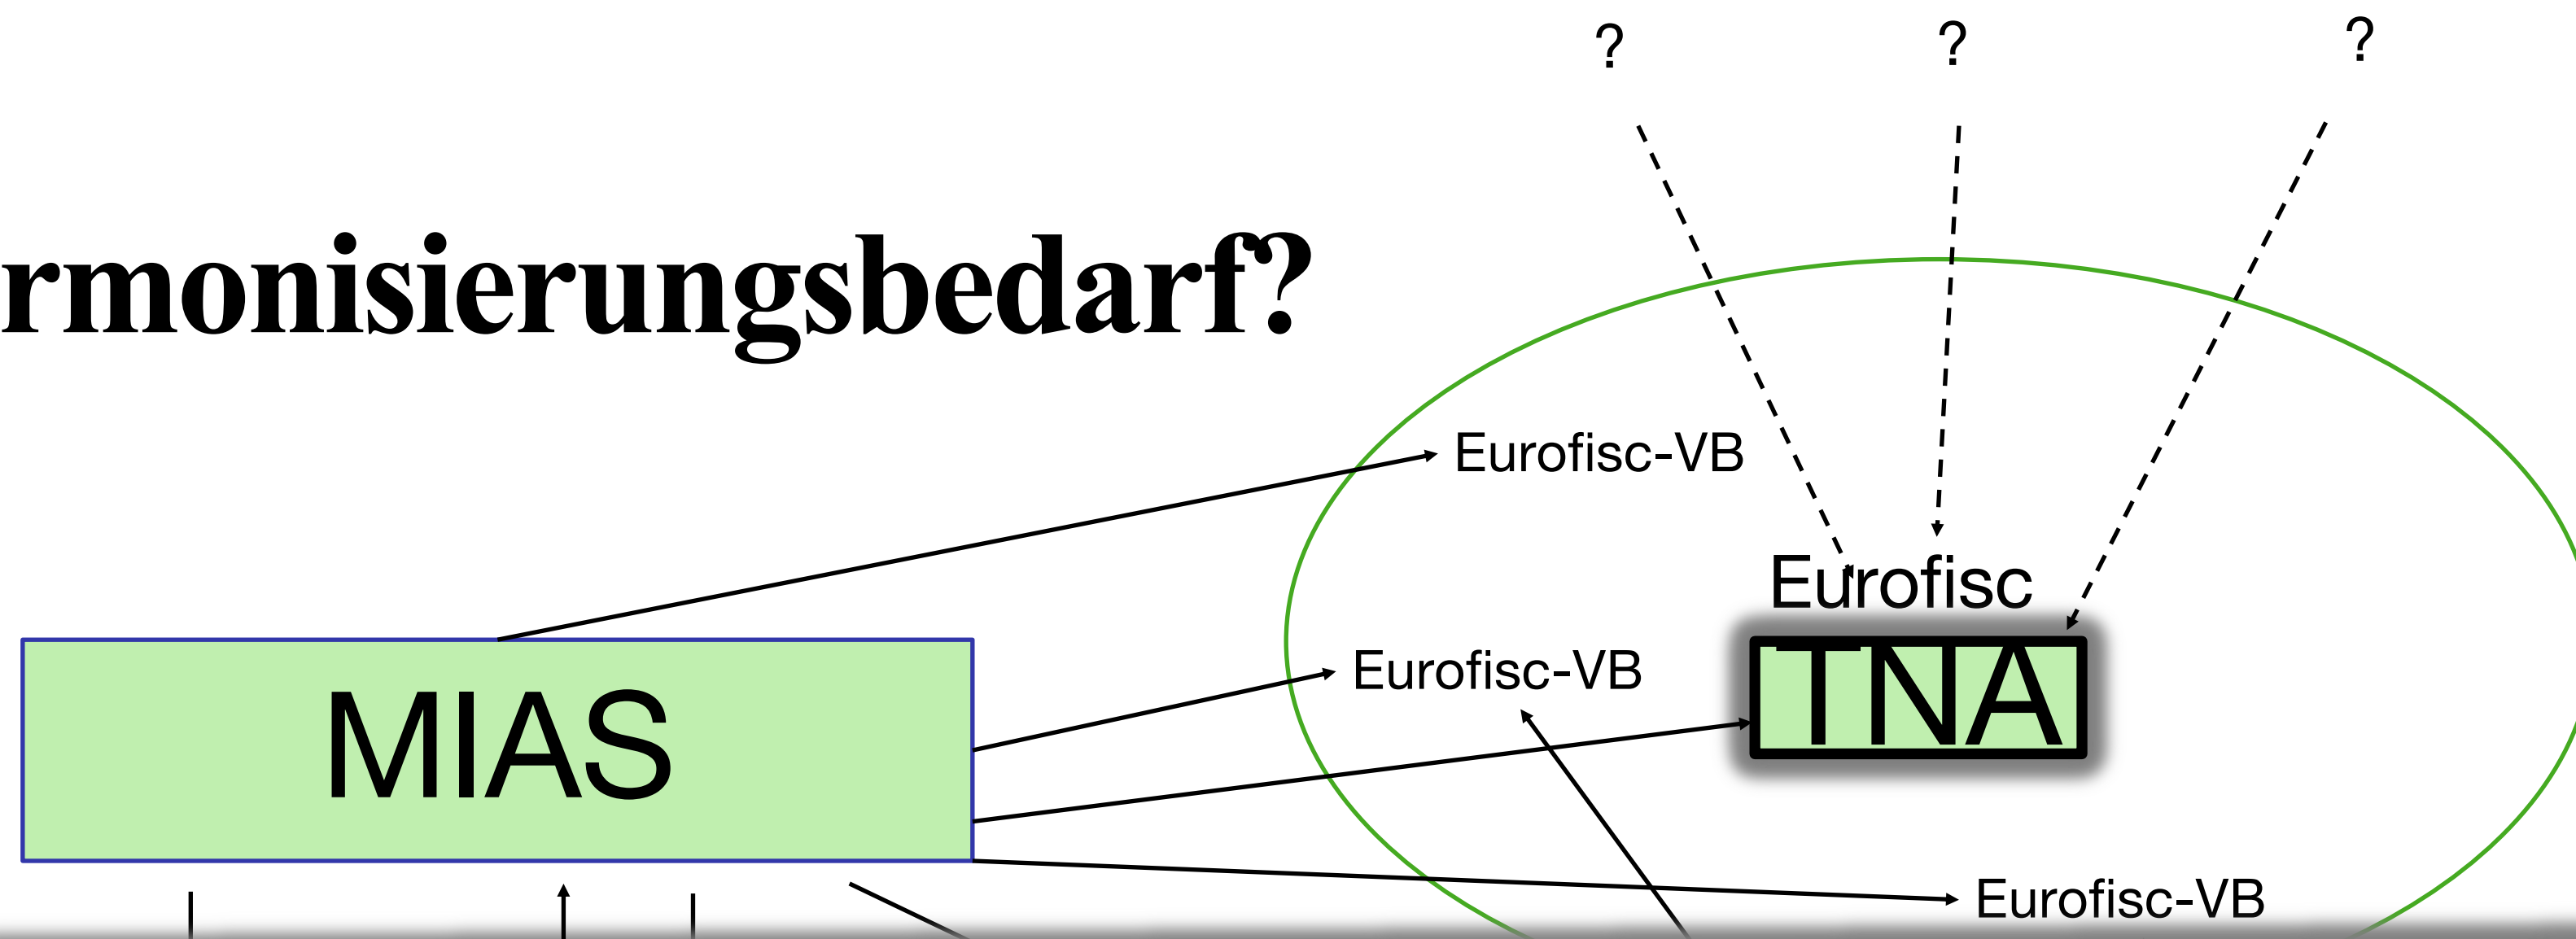 ? ? ?
rmonisierungsbedarf?
Eurofisc-VB
Eurofisc
Eurofisc-VB
TNA
MIAS
Eurofisc-VB